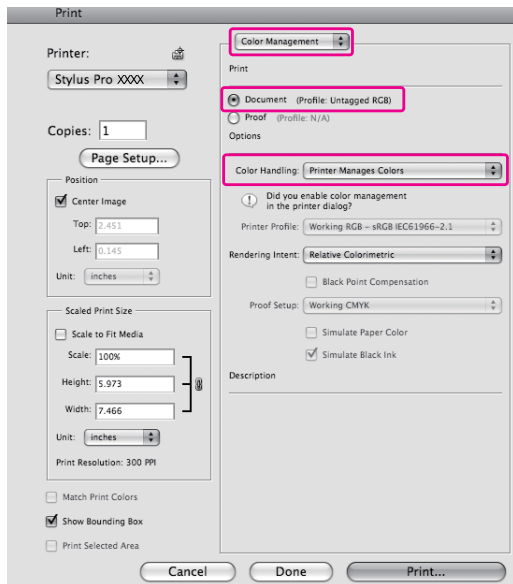 Print
Printer:
Stylus Pro XXXX
Copies: 1
Page Setup...
Position
Center Image
Top: 2.451
Left: 0.145
Unit: inches
Scaled Print Size
Scale to Fit Media
Scale: 100%
Height: 5.973
Width: 7.466
Unit: inches
Print Resolution: 300 PPI
Match Print Colors
Show Bounding Box
Print Selected Area
Color Management
Print
Document (Profile: Untagged RGB)
Proof (Profile: N/A)
Options
Color Handling: Printer Manages Colors
Did you enable color management
in the printer dialog?
Printer Profile: Working RGB - sRGB IEC61966-2.1
Rendering Intent: Relative Colorimetric
Black Point Compensation
Proof Setup: Working CMYK
Simulate Paper Color
Simulate Black Ink
Description
Cancel
Done
Print...